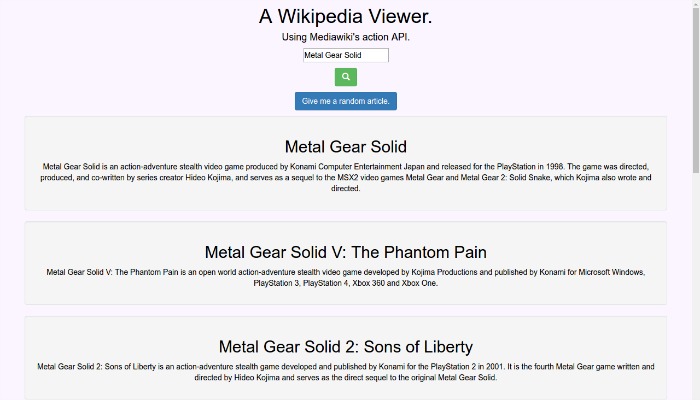 A Wikipedia Viewer.
Using Mediawiki's action API.
Metal Gear Solid
Give me a random article.
Metal Gear Solid
Metal Gear Solid is an action-adventure stealth video game produced by Konami Computer Entertainment Japan and released for the PlayStation in 1998. The game was directed,
produced, and co-written by series creator Hideo Kojima, and serves as a sequel to the MSX2 video games Metal Gear and Metal Gear 2: Solid Snake, which Kojima also wrote and
directed.
Metal Gear Solid V: The Phantom Pain
Metal Gear Solid V: The Phantom Pain is an open world action-adventure stealth video game developed by Kojima Productions and published by Konami for Microsoft Windows,
PlayStation 3, PlayStation 4, Xbox 360 and Xbox One.
Metal Gear Solid 2: Sons of Liberty
Metal Gear Solid 2: Sons of Liberty is an action-adventure stealth game developed and published by Konami for the PlayStation 2 in 2001. It is the fourth Metal Gear game written and
directed by Hideo Kojima and serves as the direct sequel to the original Metal Gear Solid.